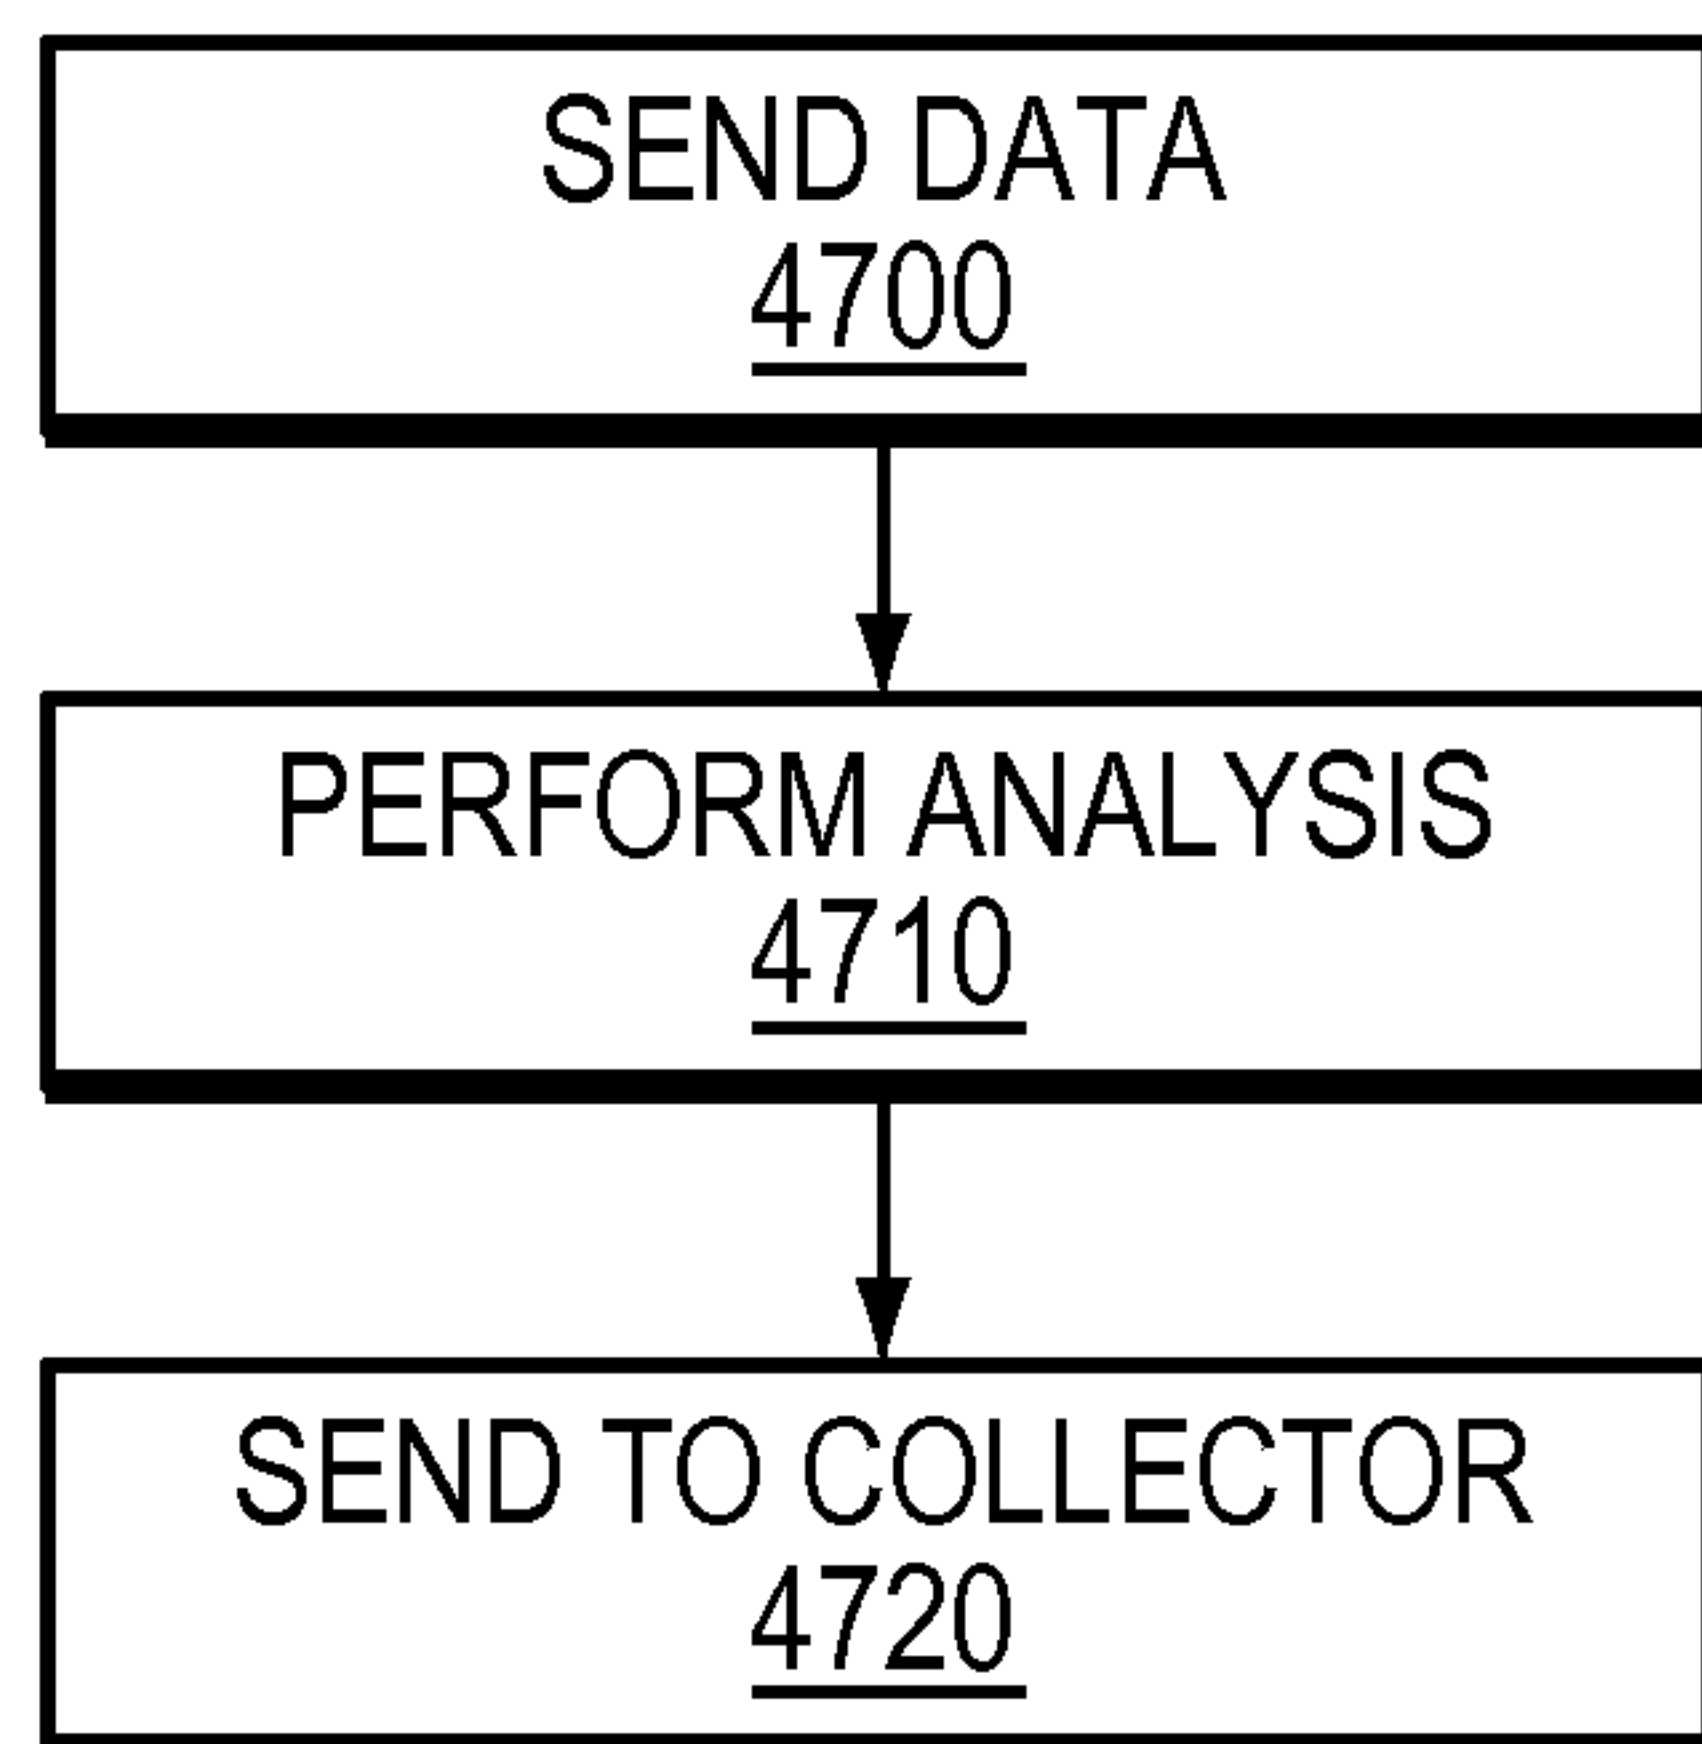 SEND DATA
4700
PERFORM ANALYSIS
4710
SEND TO COLLECTOR
4720